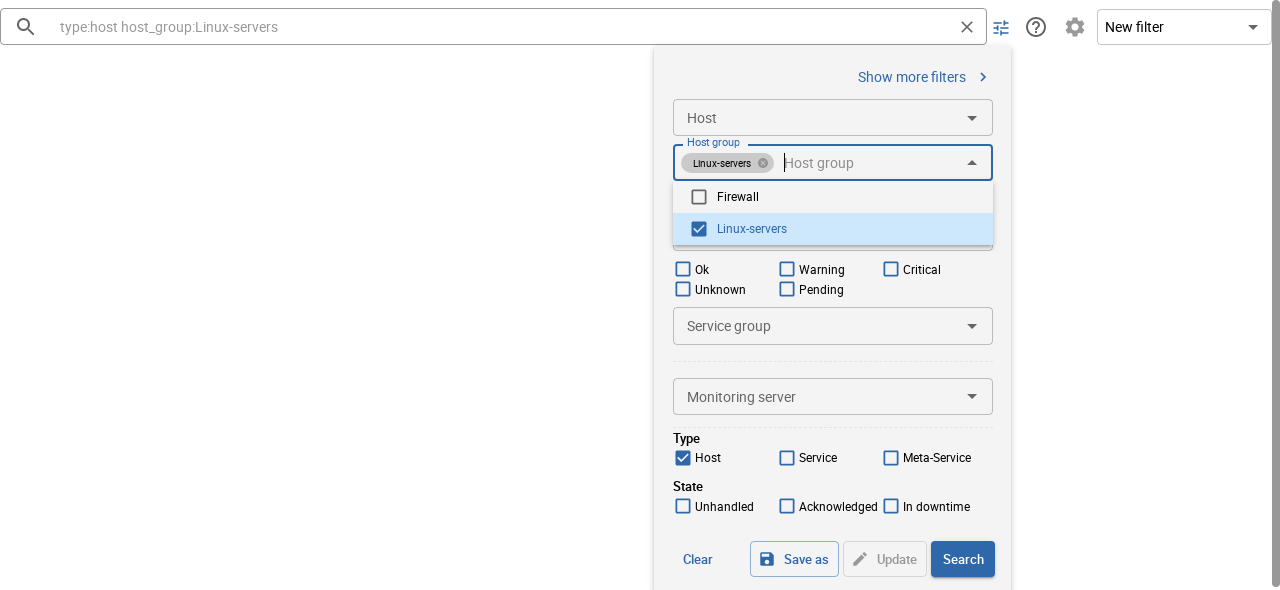 type:host host_group:Linux-servers
New filter
Show more filters
Host
Host group
Linux-servers
Host group
Firewall
Linux-servers
Ok Warning Critical
Unknown Pending
Service group
Monitoring server
Type
Host Service Meta-Service
State
Unhandled Acknowledged In downtime
Clear Save as Update Search